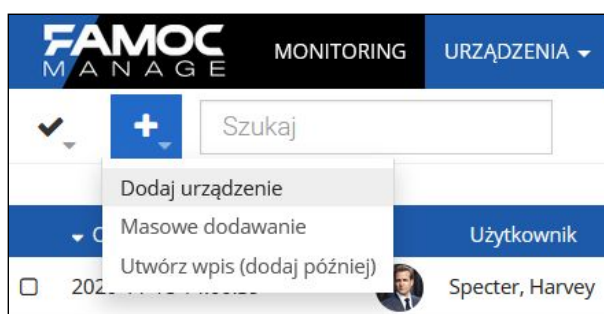 FAMOC
MANAGE
MONITORING
URZĄDZENIA
Szukaj
Dodaj urządzenie
Masowe dodawanie
Utwórz wpis (dodaj później)
Użytkownik
Specter, Harvey